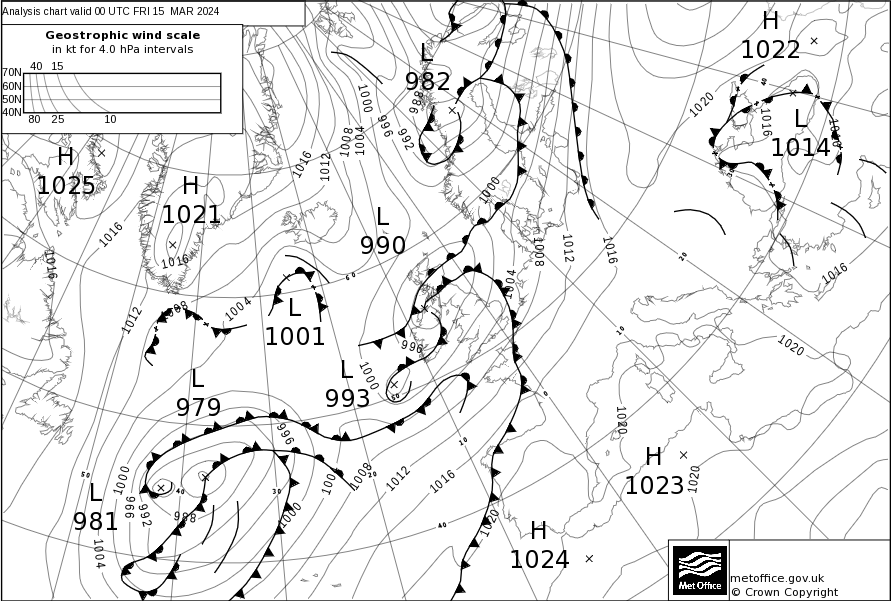 Analysis chart valid 00 UTC FRI 15 MAR 2024
Geostrophic wind scale
in kt for 4.0 hPa intervals
40 15
70N
60N
50N
40N
80 25 10
H
1025
H
1021
L
982
H
1022
L
1014
L
990
L
1001
L
993
L
979
L
981
H
1023
H
1024
1016
1016
1016
1012
1008
1004
1016
1012
1008
1004
1000
996
992
988
1000
1008
1012
1016
1004
1020
1016
1016
1020
1020
1020
1020
996
1000
996
1000
996
992
988
1004
1000
100
1008
1012
1016
60
50
50
40
30
20
10
40
0
10
20
40
metoffice.gov.uk
© Crown Copyright
Met Office